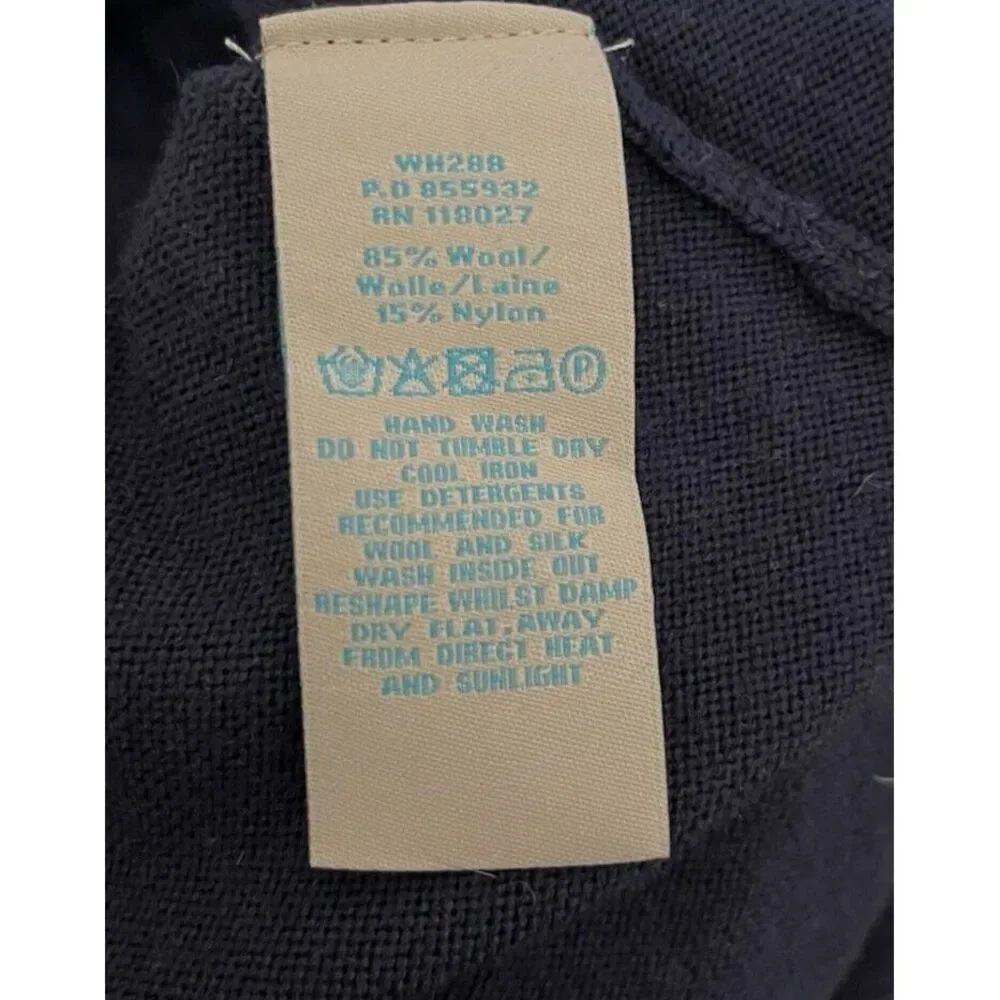 WH288
P.O 855932
RN 118027
85% Wool/
Wolle/Laine
15% Nylon
P
HAND WASH
DO NOT TUMBLE DRY
COOL IRON
USE DETERGENTS
RECOMMENDED FOR
WOOL AND SILK
WASH INSIDE OUT
RESHAPE WHILST DAMP
DRY FLAT, AWAY
FROM DIRECT HEAT
AND SUNLIGHT